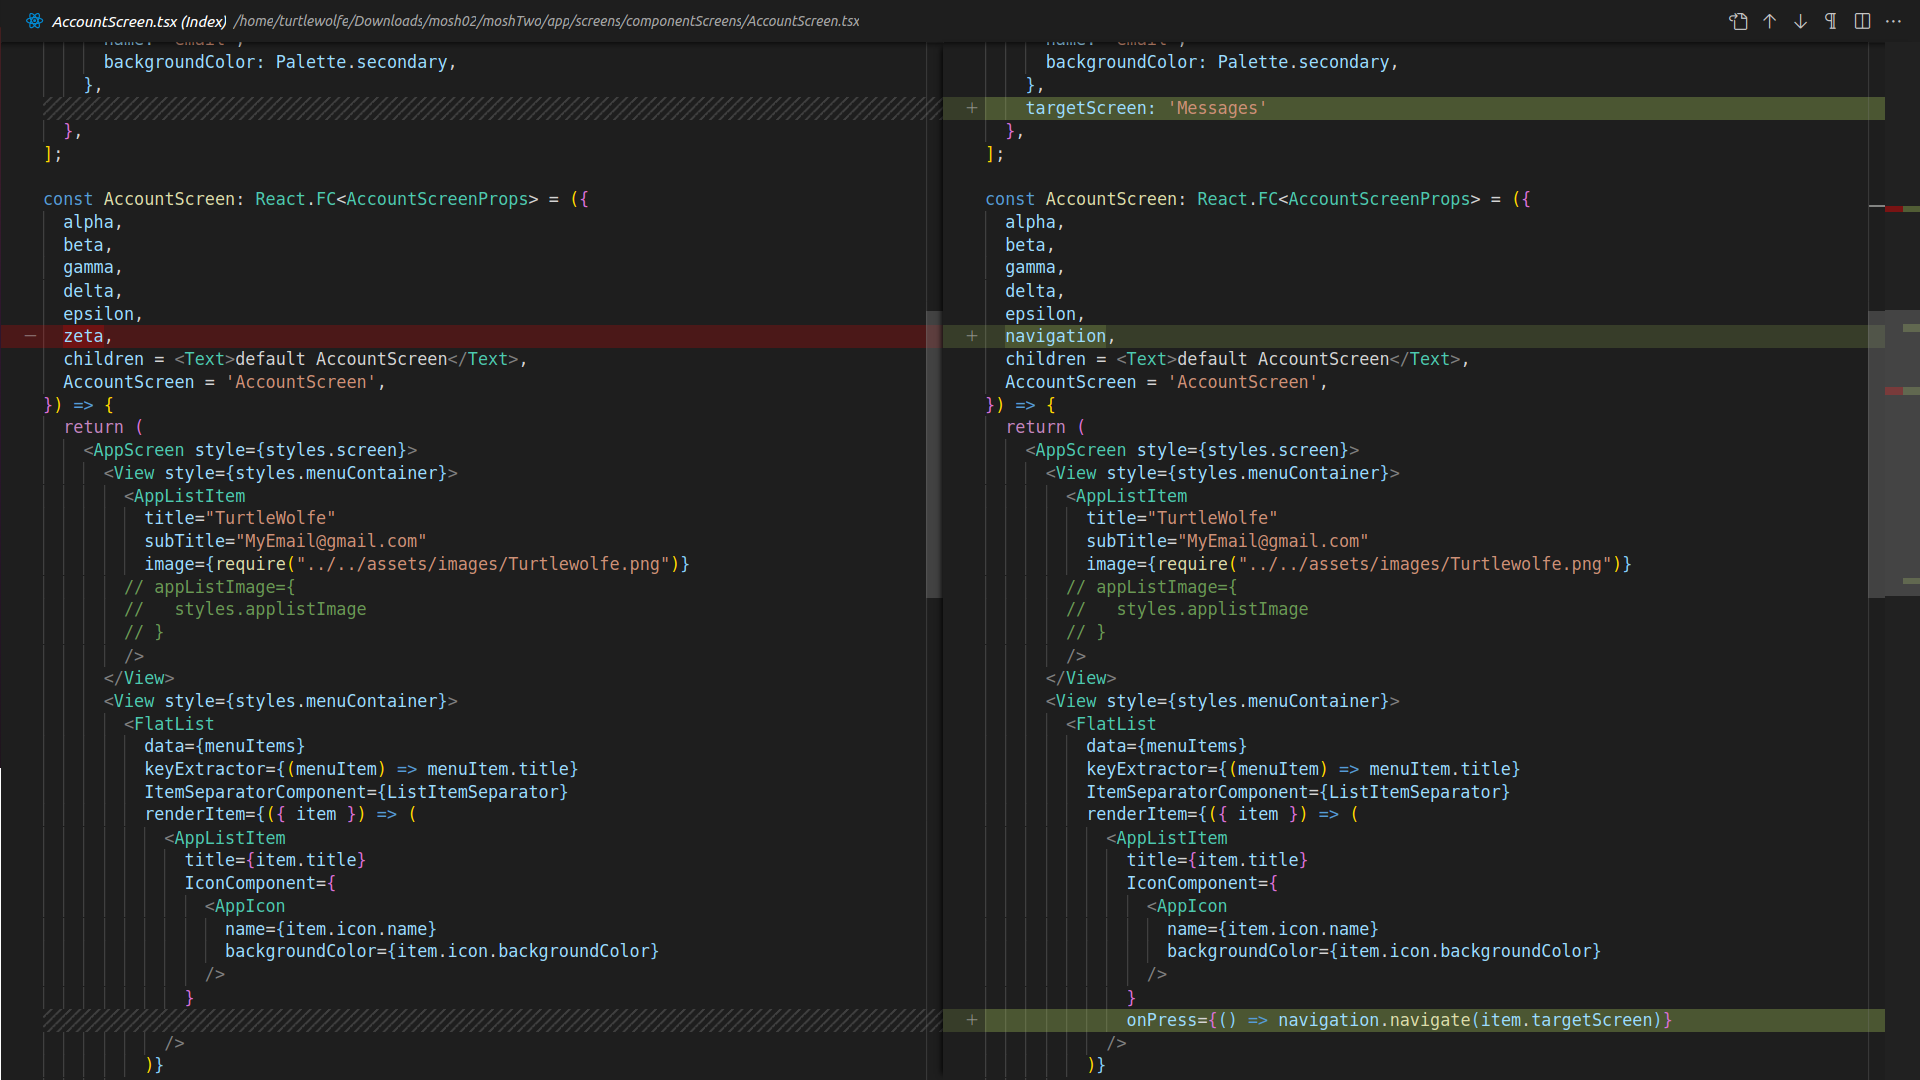 AccountScreen.tsx (Index) /home/turtlewolfe/Downloads/mosh02/moshTwo/app/screens/componentScreens/AccountScreen.tsx
backgroundColor: Palette.secondary,
},
},
];
const AccountScreen: React.FC<AccountScreenProps> = ({
alpha,
beta,
gamma,
delta,
epsilon,
zeta,
children = <Text>default AccountScreen</Text>,
AccountScreen = 'AccountScreen',
}) => {
return (
<AppScreen style={styles.screen}>
<View style={styles.menuContainer}>
<AppListItem
title="TurtleWolfe"
subTitle="MyEmail@gmail.com"
image={require("../../assets/images/Turtlewolfe.png")}
// appListImage={
//   styles.applistImage
// }
/>
</View>
<View style={styles.menuContainer}>
<FlatList
data={menuItems}
keyExtractor={(menuItem) => menuItem.title}
ItemSeparatorComponent={ListItemSeparator}
renderItem={({ item }) => (
<AppListItem
title={item.title}
IconComponent={
<AppIcon
name={item.icon.name}
backgroundColor={item.icon.backgroundColor}
/>
}
/>
)}
backgroundColor: Palette.secondary,
},
targetScreen: 'Messages'
},
];
const AccountScreen: React.FC<AccountScreenProps> = ({
alpha,
beta,
gamma,
delta,
epsilon,
navigation,
children = <Text>default AccountScreen</Text>,
AccountScreen = 'AccountScreen',
}) => {
return (
<AppScreen style={styles.screen}>
<View style={styles.menuContainer}>
<AppListItem
title="TurtleWolfe"
subTitle="MyEmail@gmail.com"
image={require("../../assets/images/Turtlewolfe.png")}
// appListImage={
//   styles.applistImage
// }
/>
</View>
<View style={styles.menuContainer}>
<FlatList
data={menuItems}
keyExtractor={(menuItem) => menuItem.title}
ItemSeparatorComponent={ListItemSeparator}
renderItem={({ item }) => (
<AppListItem
title={item.title}
IconComponent={
<AppIcon
name={item.icon.name}
backgroundColor={item.icon.backgroundColor}
/>
}
onPress={() => navigation.navigate(item.targetScreen)}
/>
)}